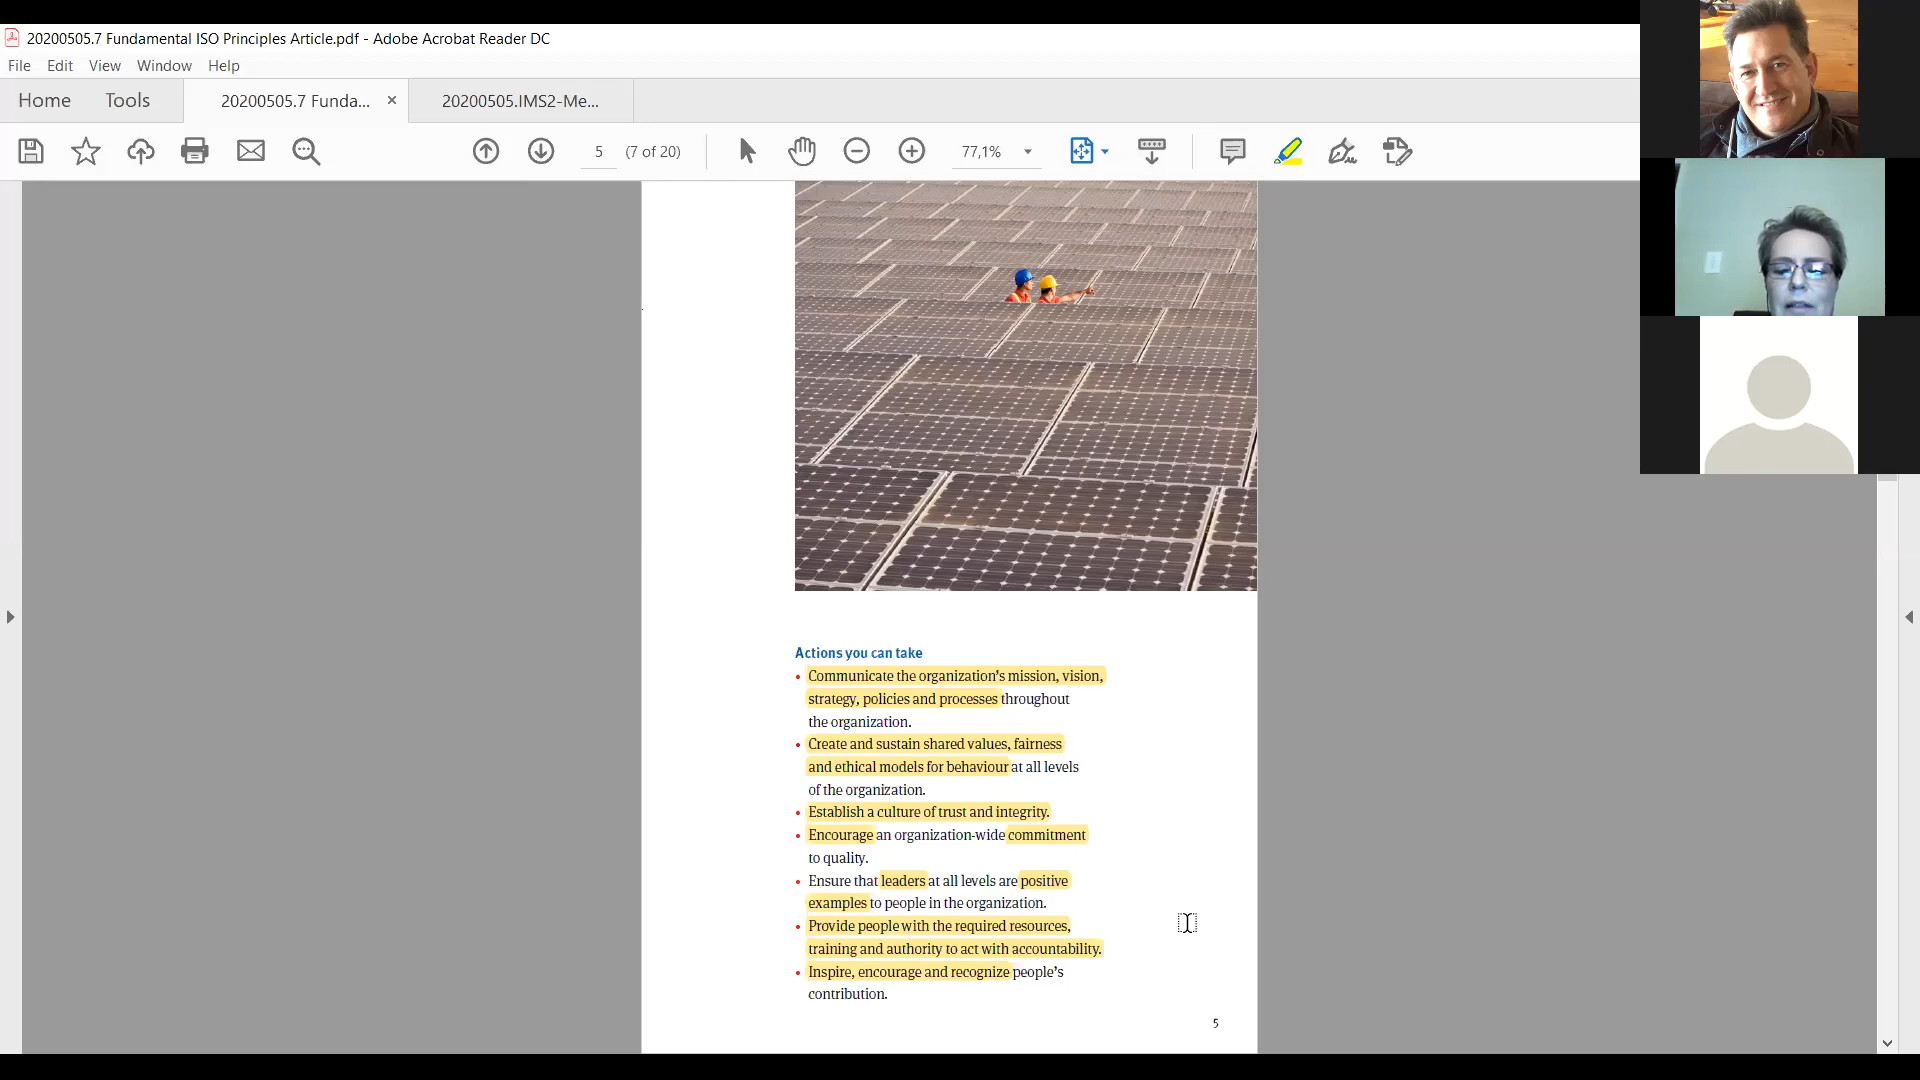 20200505.7 Fundamental ISO Principles Article.pdf - Adobe Acrobat Reader DC
File Edit View Window Help
Home Tools 20200505.7 Funda... × 20200505.IMS2-Me...
5 (7 of 20) 77,1%
Actions you can take
• Communicate the organization's mission, vision,
strategy, policies and processes throughout
the organization.
• Create and sustain shared values, fairness
and ethical models for behaviour at all levels
of the organization.
• Establish a culture of trust and integrity.
• Encourage an organization-wide commitment
to quality.
• Ensure that leaders at all levels are positive
examples to people in the organization.
• Provide people with the required resources,
training and authority to act with accountability.
• Inspire, encourage and recognize people's
contribution.
5